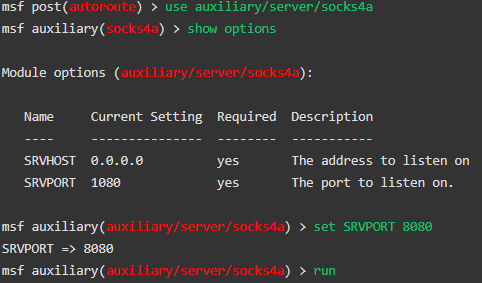 msf post(autoroute) > use auxiliary/server/socks4a
msf auxiliary(socks4a) > show options
Module options (auxiliary/server/socks4a):
Name Current Setting Required Description
---- --------------- -------- -----------
SRVHOST 0.0.0.0 yes The address to listen on
SRVPORT 1080 yes The port to listen on.
msf auxiliary(auxiliary/server/socks4a) > set SRVPORT 8080
SRVPORT => 8080
msf auxiliary(auxiliary/server/socks4a) > run